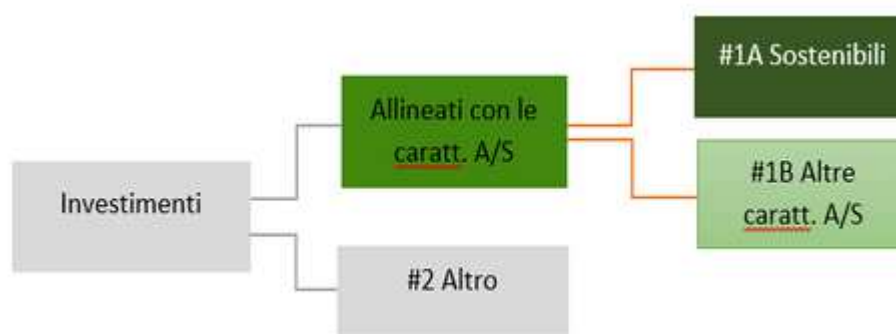 Investimenti
Allineati con le
caratt. A/S
#2 Altro
#1A Sostenibili
#1B Altre
caratt. A/S